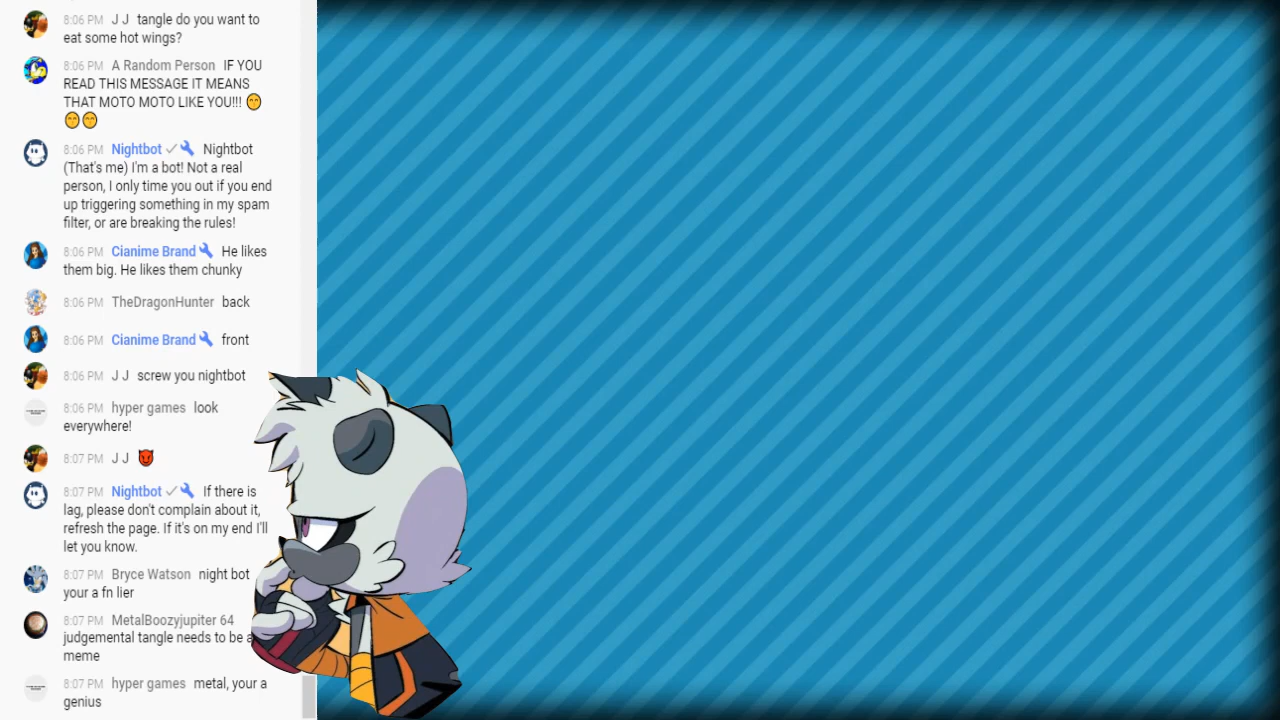 8:06 PM J J tangle do you want to
eat some hot wings?
8:06 PM A Random Person IF YOU
READ THIS MESSAGE IT MEANS
THAT MOTO MOTO LIKE YOU!!! 😁
😁😁
8:06 PM Nightbot ✓ Nightbot
(That's me) I'm a bot! Not a real
person, I only time you out if you end
up triggering something in my spam
filter, or are breaking the rules!
8:06 PM Cianime Brand He likes
them big. He likes them chunky
8:06 PM TheDragonHunter back
8:06 PM Cianime Brand front
8:06 PM J J screw you nightbot
8:06 PM hyper games look
everywhere!
8:07 PM J J 😈
8:07 PM Nightbot ✓ If there is
lag, please don't complain about it,
refresh the page. If it's on my end I'll
let you know.
8:07 PM Bryce Watson night bot
your a fn lier
8:07 PM MetalBoozyjupiter 64
judgemental tangle needs to be a
meme
8:07 PM hyper games metal, your a
genius